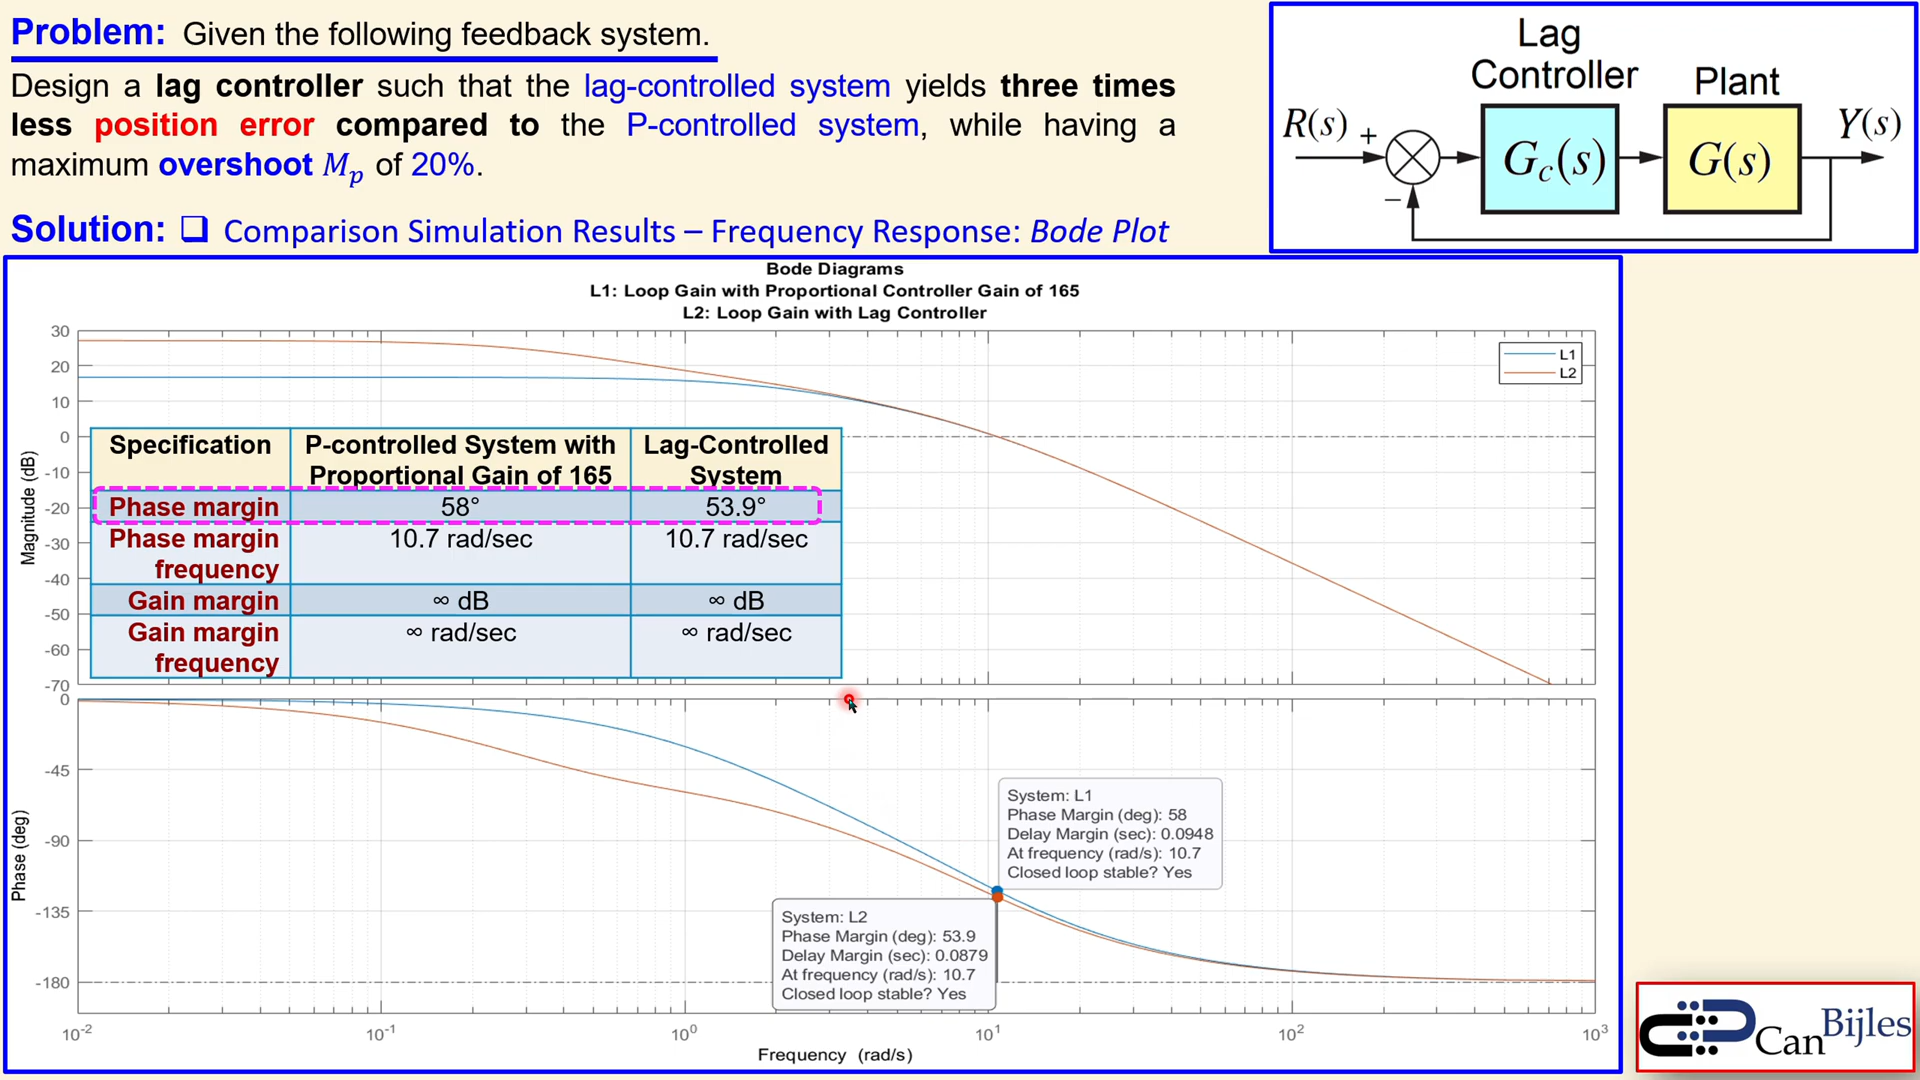 Problem: Given the following feedback system.
Design a lag controller such that the lag-controlled system yields three times
less position error compared to the P-controlled system, while having a
maximum overshoot Mp of 20%.
Solution: ❑ Comparison Simulation Results – Frequency Response: Bode Plot
Lag
Controller
Plant
R(s)
+
−
Gc(s)
G(s)
Y(s)
Bode Diagrams
L1: Loop Gain with Proportional Controller Gain of 165
L2: Loop Gain with Lag Controller
L1
L2
Magnitude (dB)
30
20
10
0
-10
-20
-30
-40
-50
-60
-70
Specification P-controlled System with Proportional Gain of 165 Lag-Controlled System
Phase margin 58° 53.9°
Phase margin frequency 10.7 rad/sec 10.7 rad/sec
Gain margin ∞ dB ∞ dB
Gain margin frequency ∞ rad/sec ∞ rad/sec
Phase (deg)
0
-45
-90
-135
-180
System: L1
Phase Margin (deg): 58
Delay Margin (sec): 0.0948
At frequency (rad/s): 10.7
Closed loop stable? Yes
System: L2
Phase Margin (deg): 53.9
Delay Margin (sec): 0.0879
At frequency (rad/s): 10.7
Closed loop stable? Yes
10-2 10-1 100 101 102 103
Frequency (rad/s)
Can Bijles